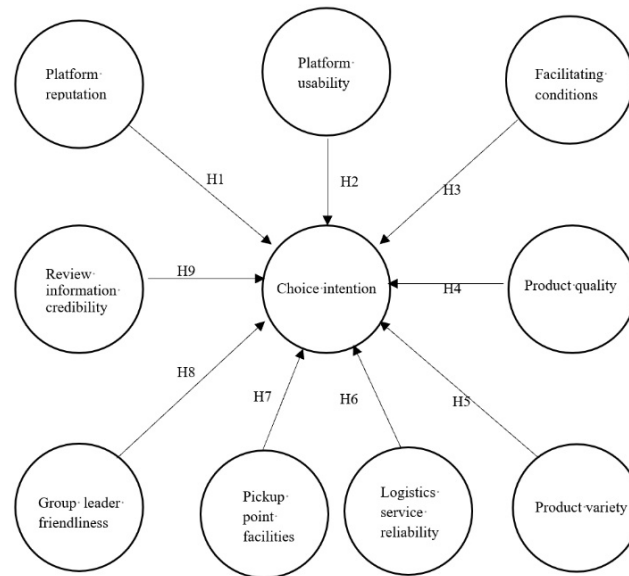 Platform
reputation
Platform
usability
Facilitating
conditions
H1
H2
H3
Review
information
credibility
H9
Choice intention
H4
Product quality
H8
H7
H6
H5
Group leader
friendliness
Pickup
point
facilities
Logistics
service
reliability
Product variety